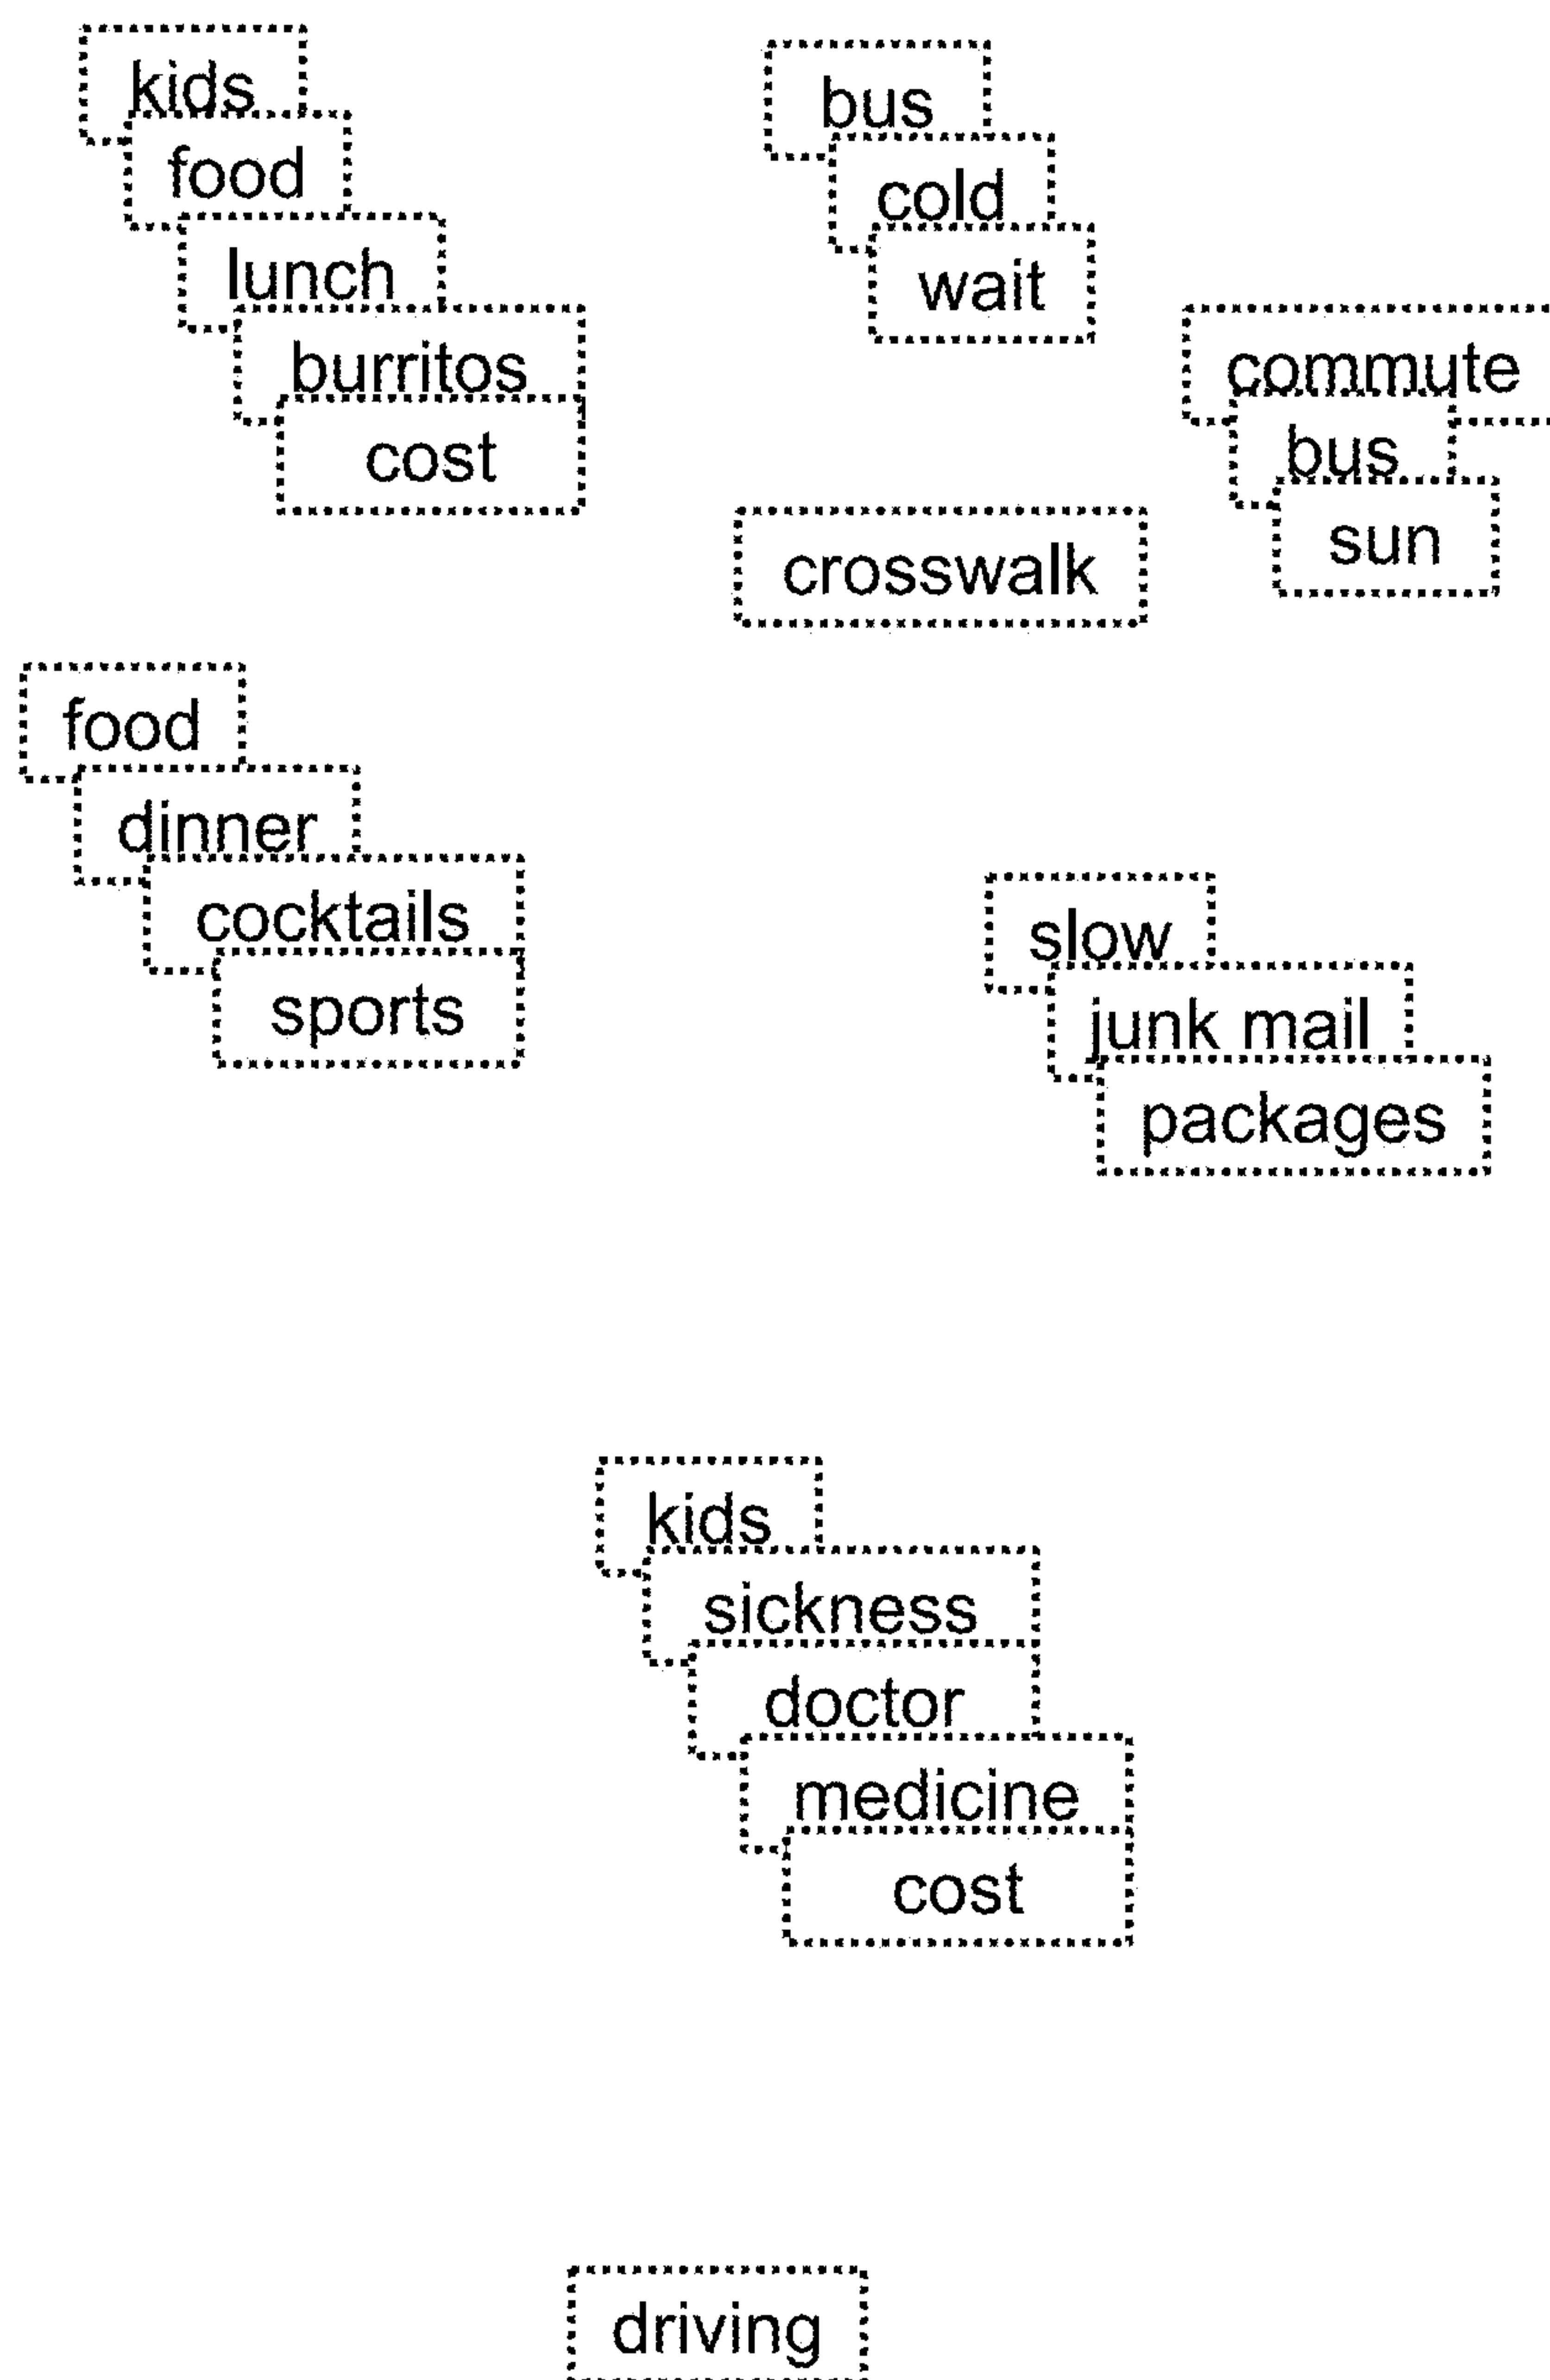 kids
food
lunch
burritos
cost
bus
cold
wait
commute
bus
sun
crosswalk
food
dinner
cocktails
sports
slow
junk mail
packages
kids
sickness
doctor
medicine
cost
driving